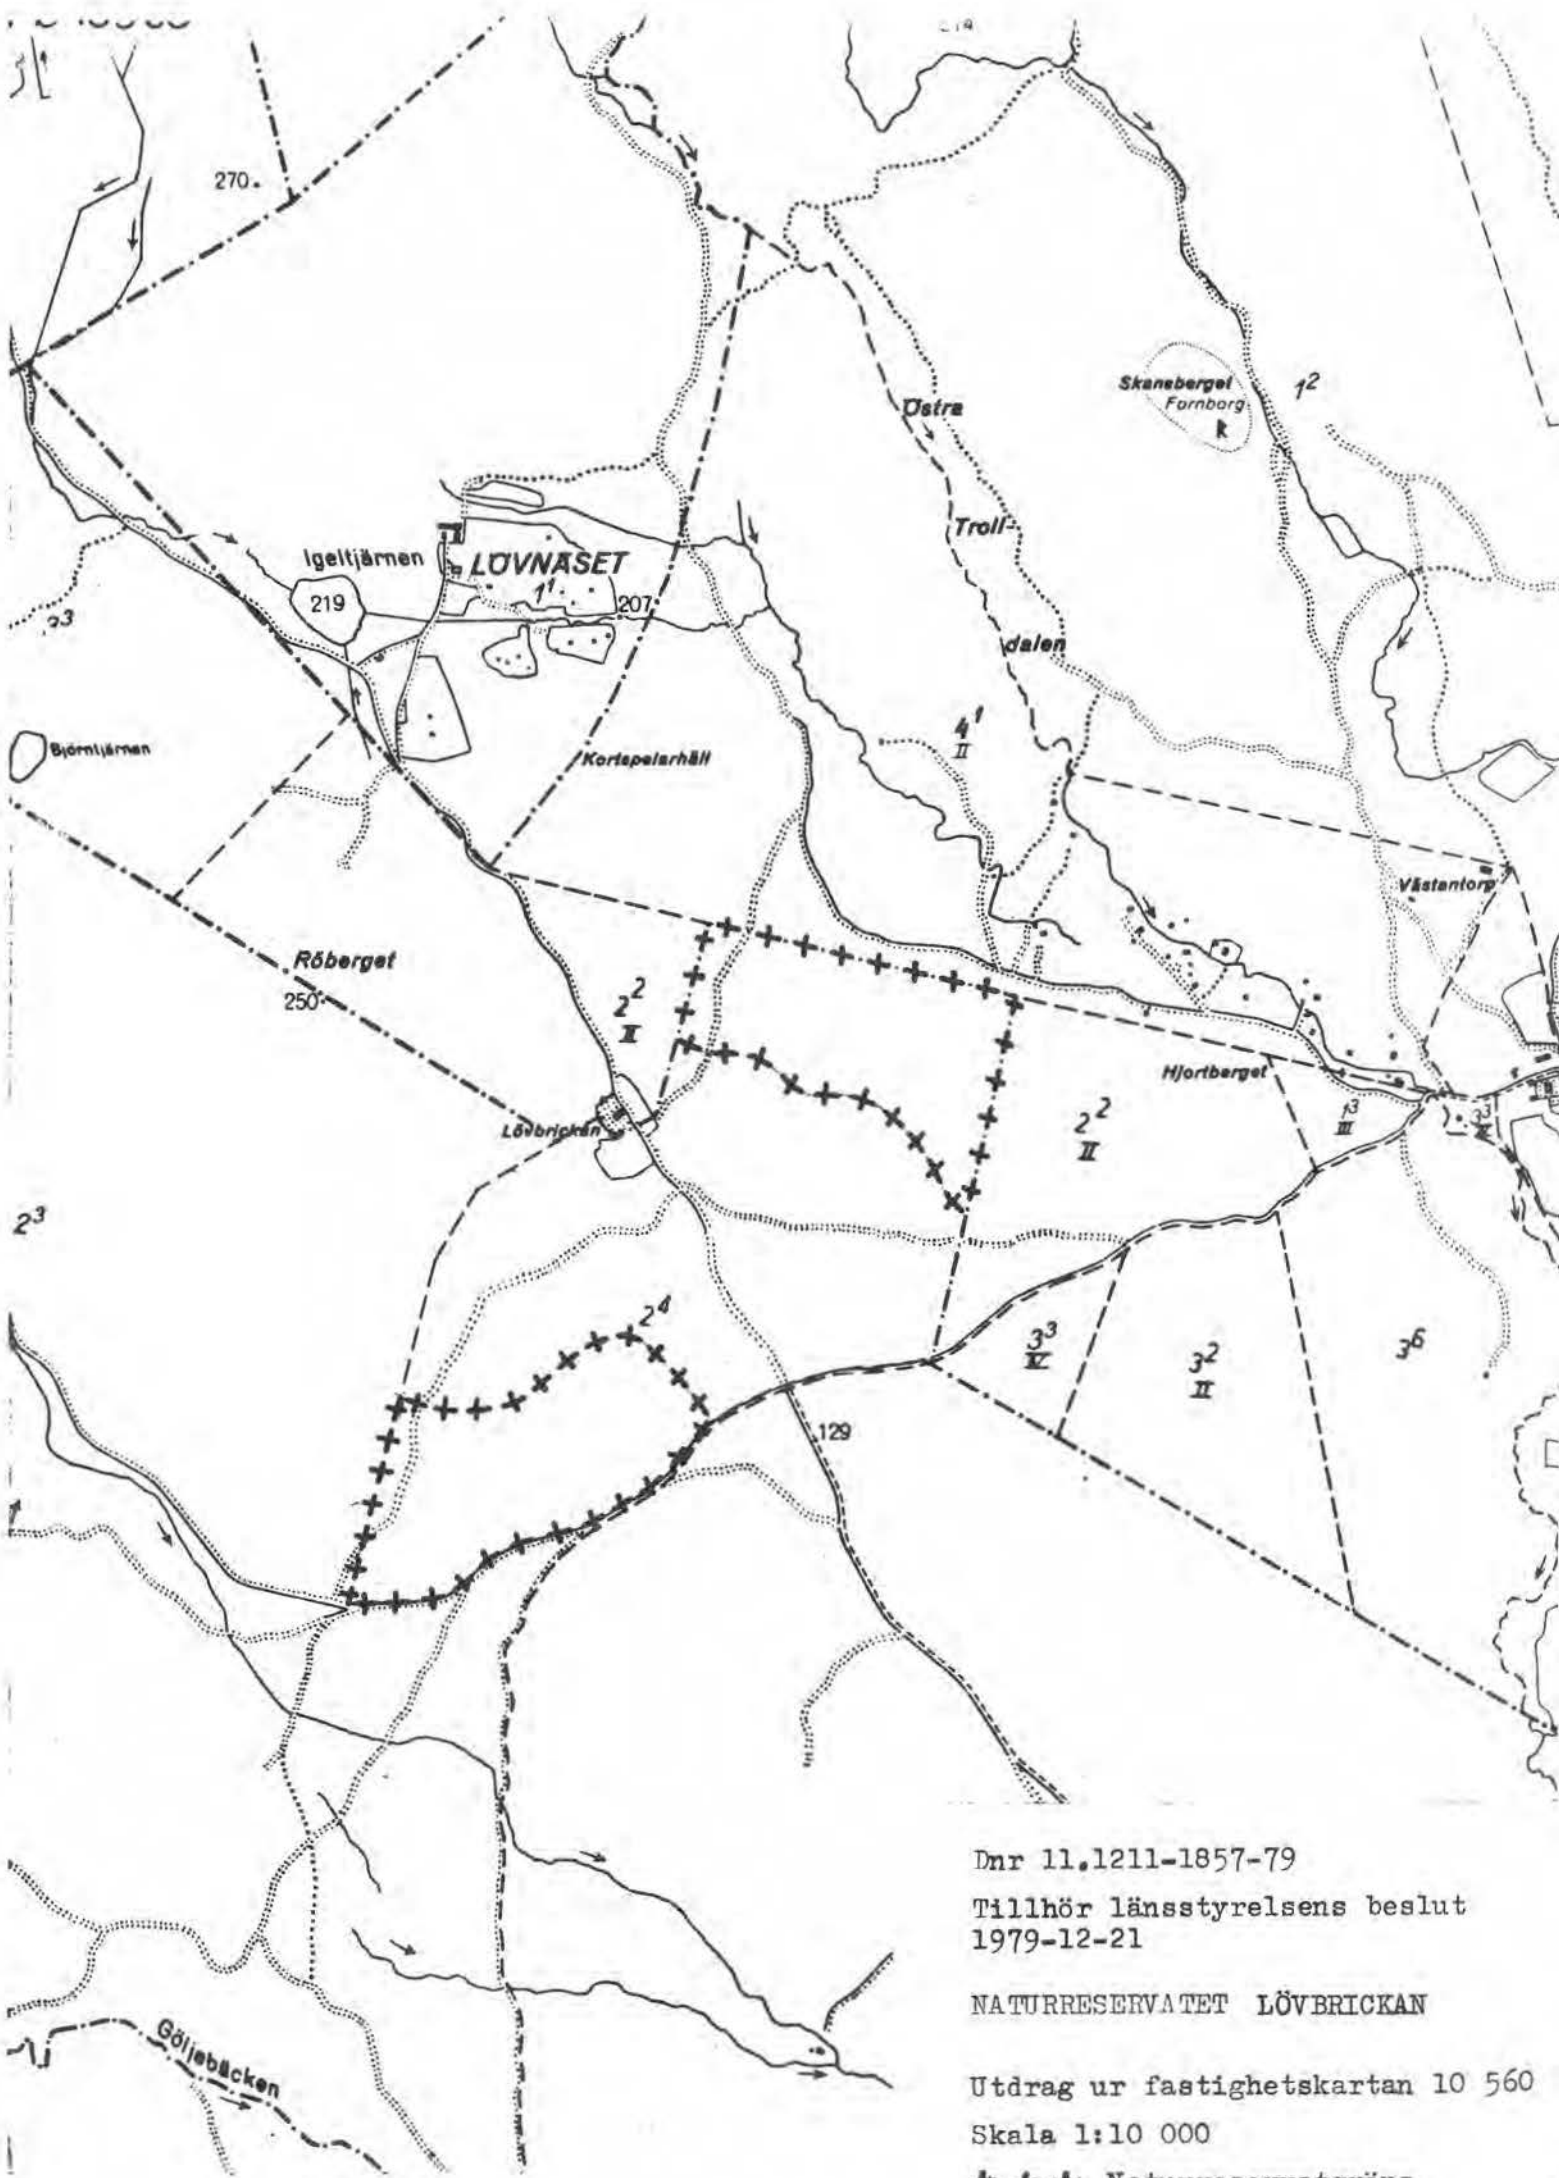 270.
Skansberget
Fornborg
R
1²
Östra
Troll-
dalen
Igeltjärnen
LÖVNÄSET
1¹
219
207
Björntjärnen
Kortspelarhäll
4¹
II
Västantorp
Röberget
250
2²
II
Hjortberget
1³
III
3³
Lövbrickan
2²
II
2³
2⁴
3³
IV
3²
II
3⁶
129
Göljebäcken
Dnr 11.1211-1857-79
Tillhör länsstyrelsens beslut
1979-12-21
NATURRESERVATET LÖVBRICKAN
Utdrag ur fastighetskartan 10 560
Skala 1:10 000